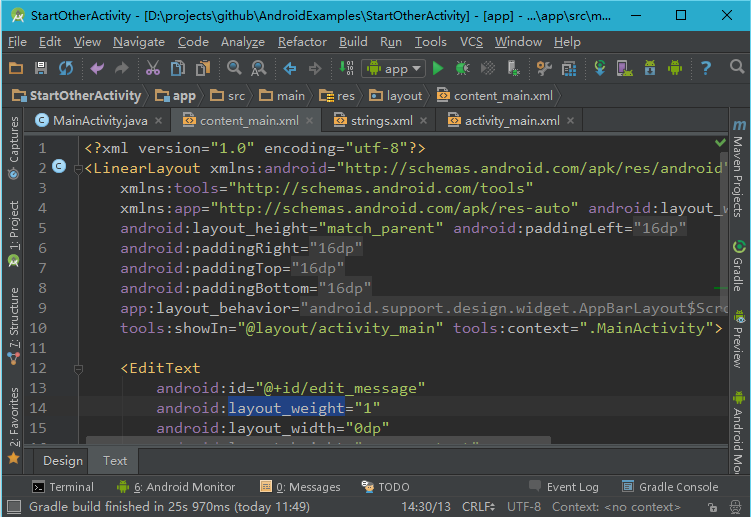 StartOtherActivity - [D:\projects\github\AndroidExamples\StartOtherActivity] - [app] - ...\app\src\m...
File Edit View Navigate Code Analyze Refactor Build Run Tools VCS Window Help
app
StartOtherActivity app src main res layout content_main.xml
MainActivity.java content_main.xml strings.xml activity_main.xml
1 <?xml version="1.0" encoding="utf-8"?>
2 <LinearLayout xmlns:android="http://schemas.android.com/apk/res/android"
3 xmlns:tools="http://schemas.android.com/tools"
4 xmlns:app="http://schemas.android.com/apk/res-auto" android:layout_w
5 android:layout_height="match_parent" android:paddingLeft="16dp"
6 android:paddingRight="16dp"
7 android:paddingTop="16dp"
8 android:paddingBottom="16dp"
9 app:layout_behavior="android.support.design.widget.AppBarLayout$Scro
10 tools:showIn="@layout/activity_main" tools:context=".MainActivity">
11
12 <EditText
13 android:id="@+id/edit_message"
14 android:layout_weight="1"
15 android:layout_width="0dp"
Captures
1: Project
7: Structure
2: Favorites
Maven Projects
Gradle
Preview
Android Mo
Design Text
Terminal 6: Android Monitor 0: Messages TODO Event Log Gradle Console
Gradle build finished in 25s 970ms (today 11:49) 14:30/13 CRLF UTF-8 Context: <no context>